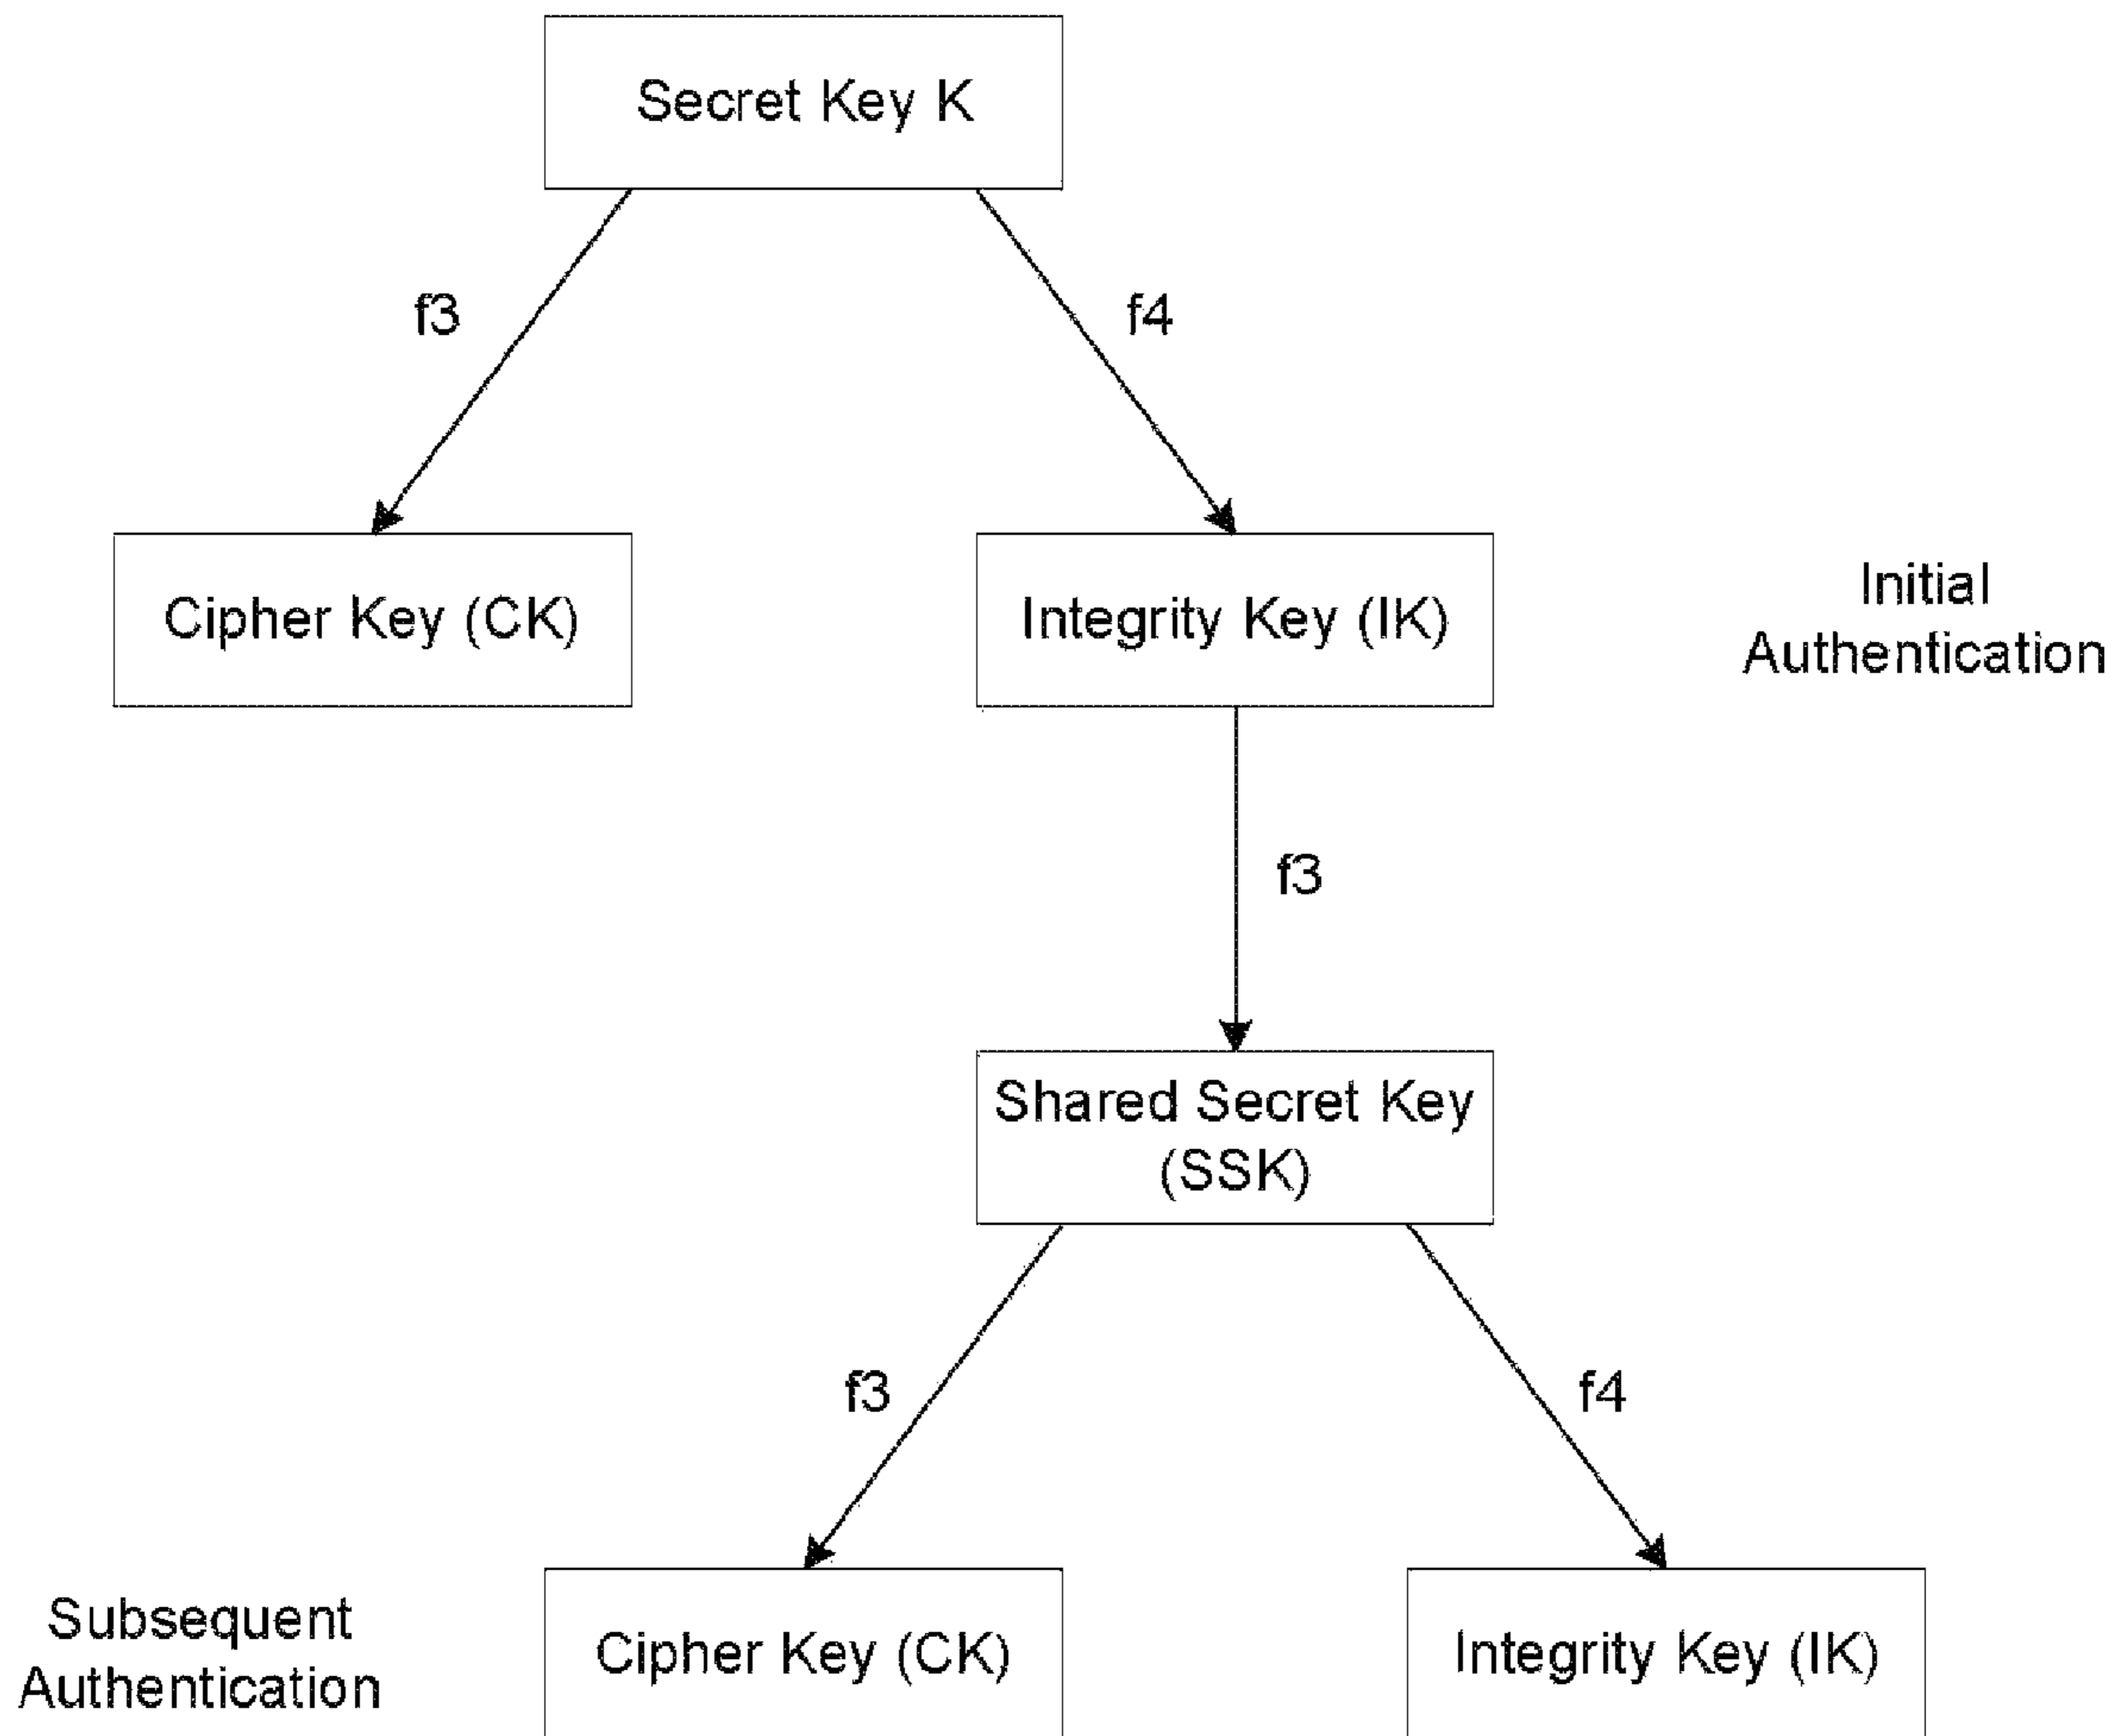 Secret Key K
f3
f4
Cipher Key (CK)
Integrity Key (IK)
Initial
Authentication
f3
Shared Secret Key
(SSK)
f3
f4
Subsequent
Authentication
Cipher Key (CK)
Integrity Key (IK)